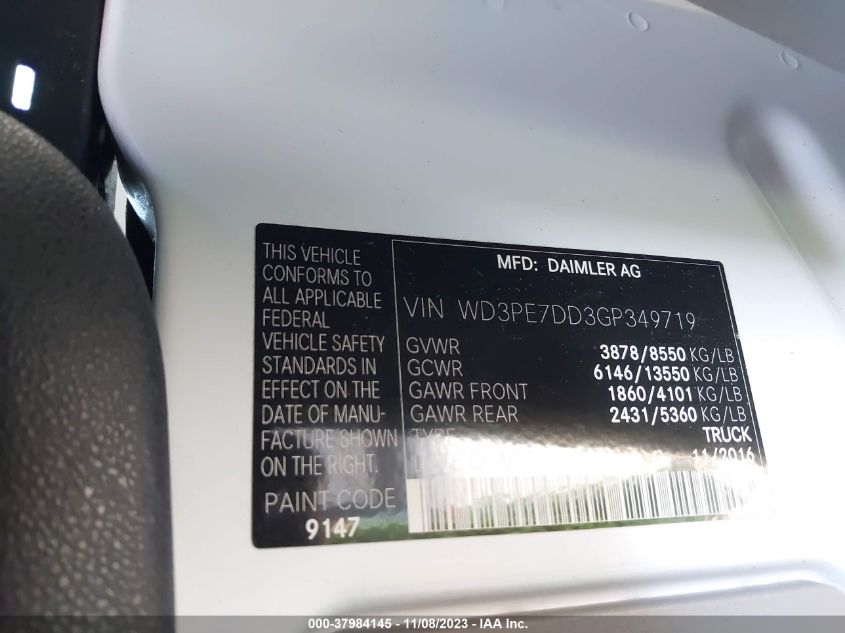 THIS VEHICLE
CONFORMS TO
ALL APPLICABLE
FEDERAL
VEHICLE SAFETY
STANDARDS IN
EFFECT ON THE
DATE OF MANU-
FACTURE SHOWN
ON THE RIGHT.
PAINT CODE
9147
MFD: DAIMLER AG
VIN WD3PE7DD3GP349719
GVWR 3878/8550 KG/LB
GCWR 6146/13550 KG/LB
GAWR FRONT 1860/4101 KG/LB
GAWR REAR 2431/5360 KG/LB
TYPE TRUCK
11/2016
000-37984145 - 11/08/2023 - © IAA Inc.